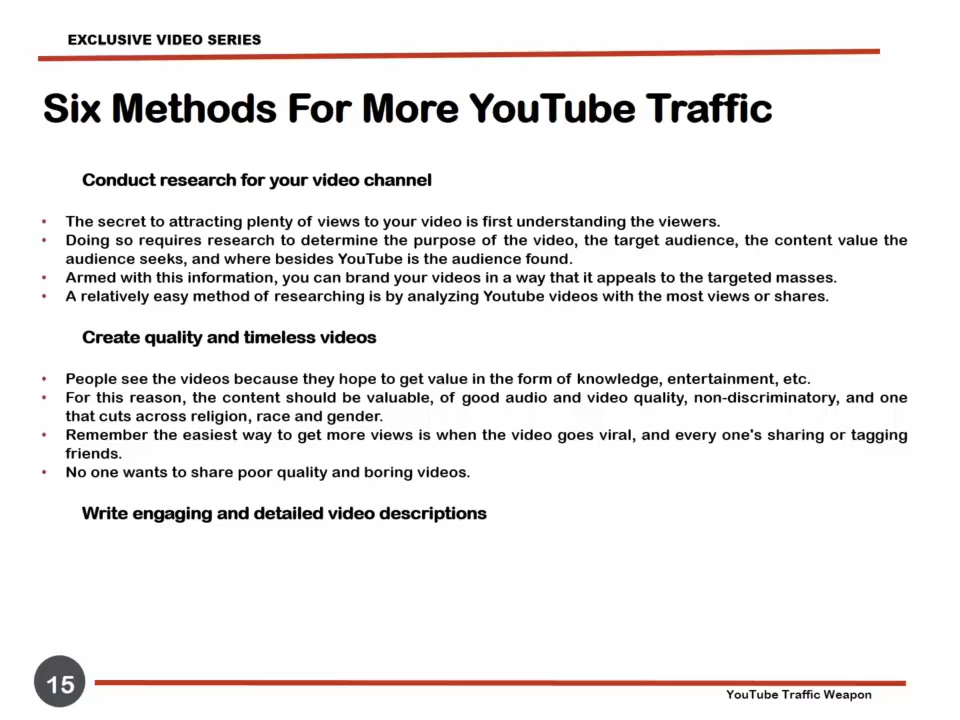 EXCLUSIVE VIDEO SERIES
Six Methods For More YouTube Traffic
Conduct research for your video channel
• The secret to attracting plenty of views to your video is first understanding the viewers.
• Doing so requires research to determine the purpose of the video, the target audience, the content value the
audience seeks, and where besides YouTube is the audience found.
• Armed with this information, you can brand your videos in a way that it appeals to the targeted masses.
• A relatively easy method of researching is by analyzing Youtube videos with the most views or shares.
Create quality and timeless videos
• People see the videos because they hope to get value in the form of knowledge, entertainment, etc.
• For this reason, the content should be valuable, of good audio and video quality, non-discriminatory, and one
that cuts across religion, race and gender.
• Remember the easiest way to get more views is when the video goes viral, and every one's sharing or tagging
friends.
• No one wants to share poor quality and boring videos.
Write engaging and detailed video descriptions
15
YouTube Traffic Weapon